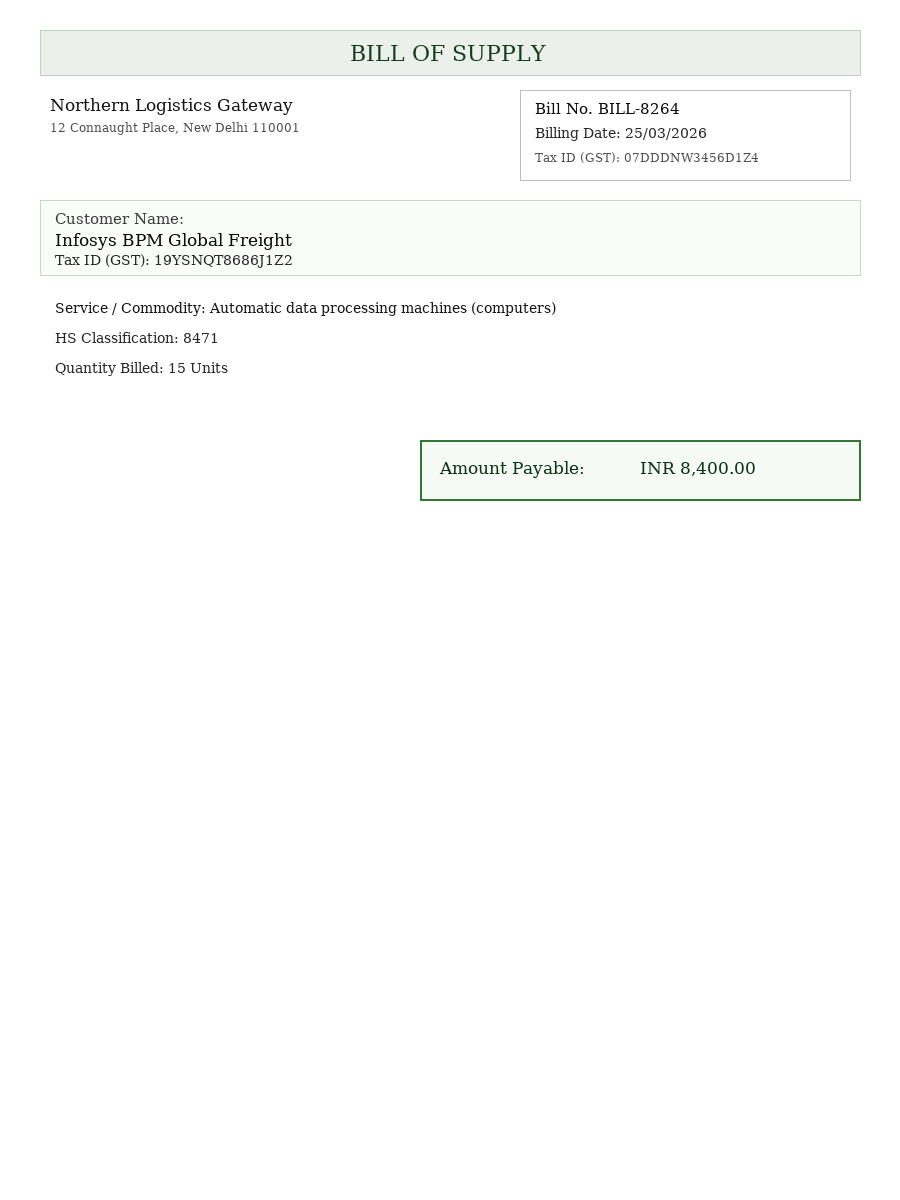 BILL OF SUPPLY
Northern Logistics Gateway
12 Connaught Place, New Delhi 110001
Bill No. BILL-8264
Billing Date: 25/03/2026
Tax ID (GST): 07DDDNW3456D1Z4
Customer Name:
Infosys BPM Global Freight
Tax ID (GST): 19YSNQT8686J1Z2
Service / Commodity: Automatic data processing machines (computers)
HS Classification: 8471
Quantity Billed: 15 Units
Amount Payable: INR 8,400.00